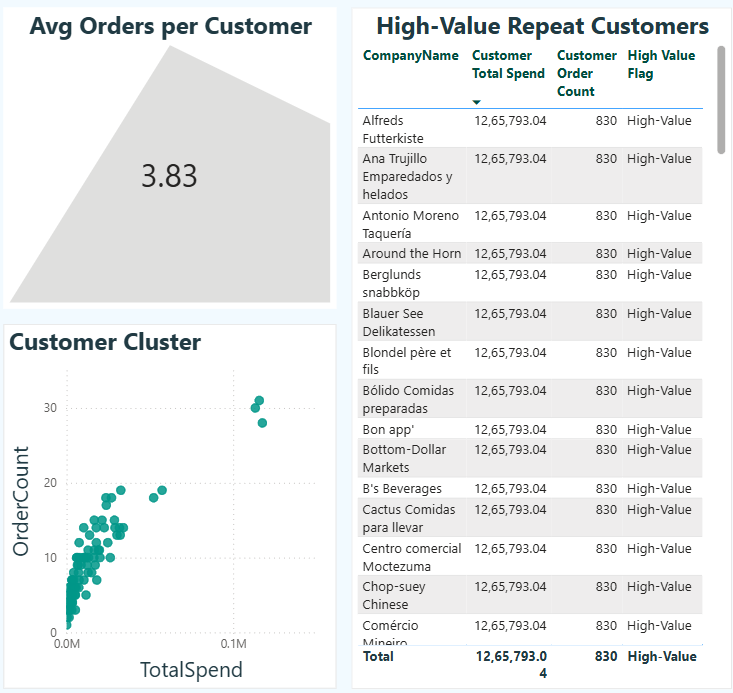 Avg Orders per Customer
3.83
Customer Cluster
OrderCount
30
20
10
0
0.0M 0.1M
TotalSpend
High-Value Repeat Customers
CompanyName Customer Customer High Value
Total Spend Order Flag
Count
Alfreds 12,65,793.04 830 High-Value
Futterkiste
Ana Trujillo 12,65,793.04 830 High-Value
Emparedados y
helados
Antonio Moreno 12,65,793.04 830 High-Value
Taquería
Around the Horn 12,65,793.04 830 High-Value
Berglunds 12,65,793.04 830 High-Value
snabbköp
Blauer See 12,65,793.04 830 High-Value
Delikatessen
Blondel père et 12,65,793.04 830 High-Value
fils
Bólido Comidas 12,65,793.04 830 High-Value
preparadas
Bon app' 12,65,793.04 830 High-Value
Bottom-Dollar 12,65,793.04 830 High-Value
Markets
B's Beverages 12,65,793.04 830 High-Value
Cactus Comidas 12,65,793.04 830 High-Value
para llevar
Centro comercial 12,65,793.04 830 High-Value
Moctezuma
Chop-suey 12,65,793.04 830 High-Value
Chinese
Comércio 12,65,793.04 830 High-Value
Mineiro
Total 12,65,793.0 830 High-Value
4